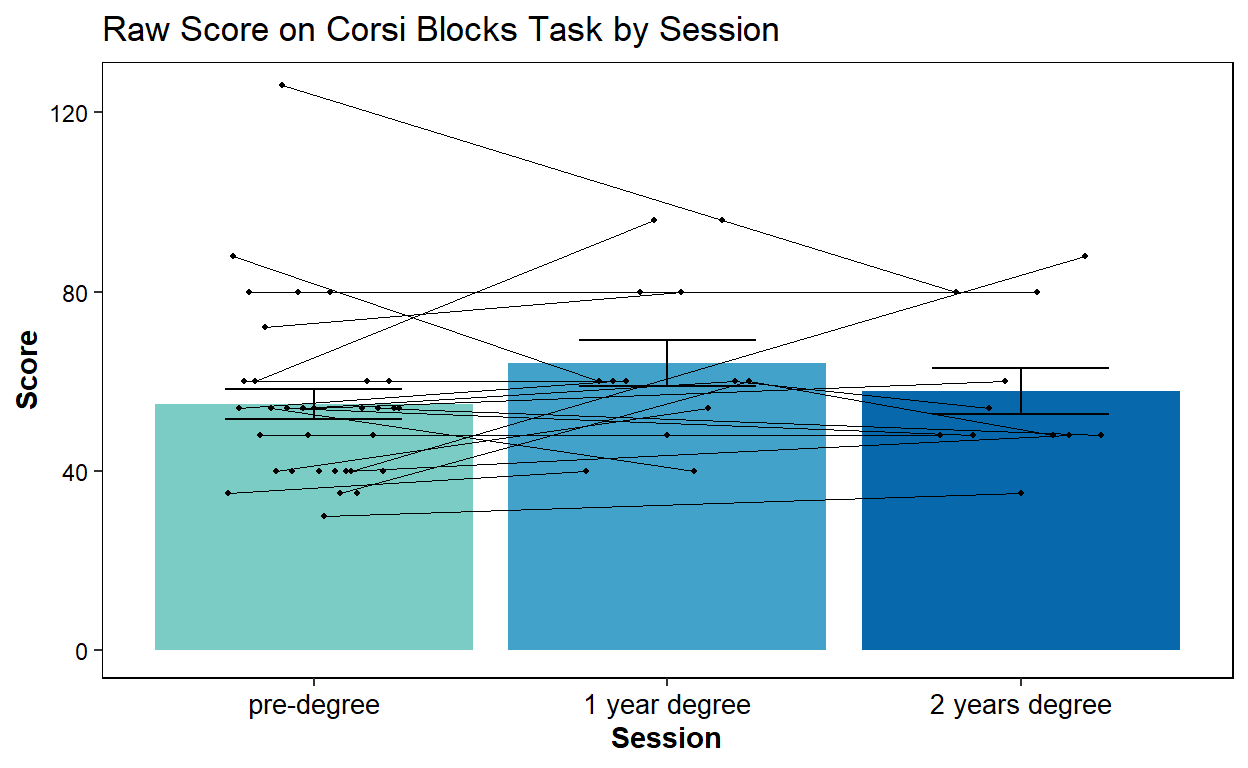 Raw Score on Corsi Blocks Task by Session
120
80
40
0
Score
pre-degree
1 year degree
2 years degree
Session